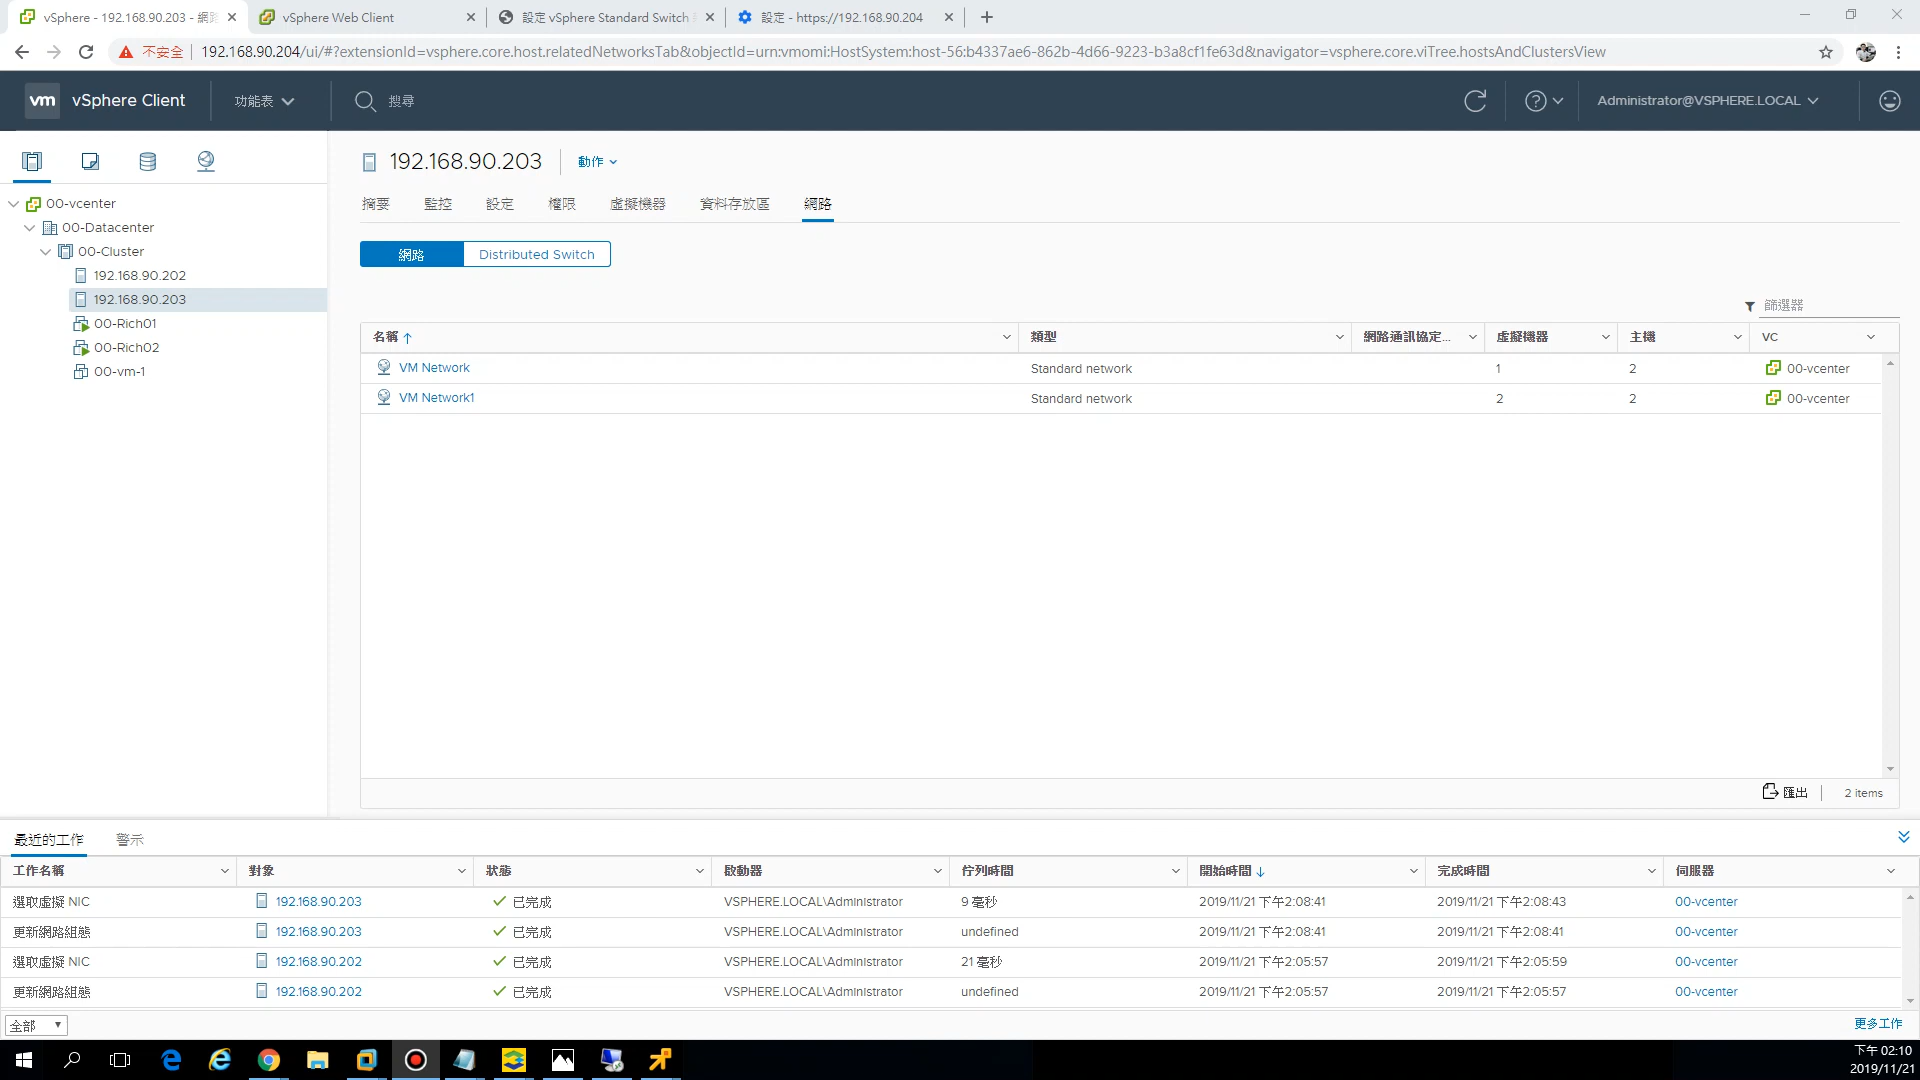 vSphere - 192.168.90.203 - 網
vSphere Web Client
設定 vSphere Standard Switch
設定 - https://192.168.90.204
不安全
192.168.90.204/ui/#?extensionId=vsphere.core.host.relatedNetworksTab&objectId=urn:vmomi:HostSystem:host-56:b4337ae6-862b-4d66-9223-b3a8cf1fe63d&navigator=vsphere.core.viTree.hostsAndClustersView
vm vSphere Client
功能表
搜尋
Administrator@VSPHERE.LOCAL
192.168.90.203
動作
摘要 監控 設定 權限 虛擬機器 資料存放區 網路
00-vcenter
00-Datacenter
00-Cluster
192.168.90.202
192.168.90.203
00-Rich01
00-Rich02
00-vm-1
網路 Distributed Switch
篩選器
名稱 類型 網路通訊協定... 虛擬機器 主機 VC
VM Network Standard network 1 2 00-vcenter
VM Network1 Standard network 2 2 00-vcenter
匯出 2 items
最近的工作 警示
工作名稱 對象 狀態 啟動器 佇列時間 開始時間 完成時間 伺服器
選取虛擬 NIC 192.168.90.203 已完成 VSPHERE.LOCAL\Administrator 9 毫秒 2019/11/21 下午2:08:41 2019/11/21 下午2:08:43 00-vcenter
更新網路組態 192.168.90.203 已完成 VSPHERE.LOCAL\Administrator undefined 2019/11/21 下午2:08:41 2019/11/21 下午2:08:41 00-vcenter
選取虛擬 NIC 192.168.90.202 已完成 VSPHERE.LOCAL\Administrator 21 毫秒 2019/11/21 下午2:05:57 2019/11/21 下午2:05:59 00-vcenter
更新網路組態 192.168.90.202 已完成 VSPHERE.LOCAL\Administrator undefined 2019/11/21 下午2:05:57 2019/11/21 下午2:05:57 00-vcenter
全部
更多工作
下午 02:10
2019/11/21